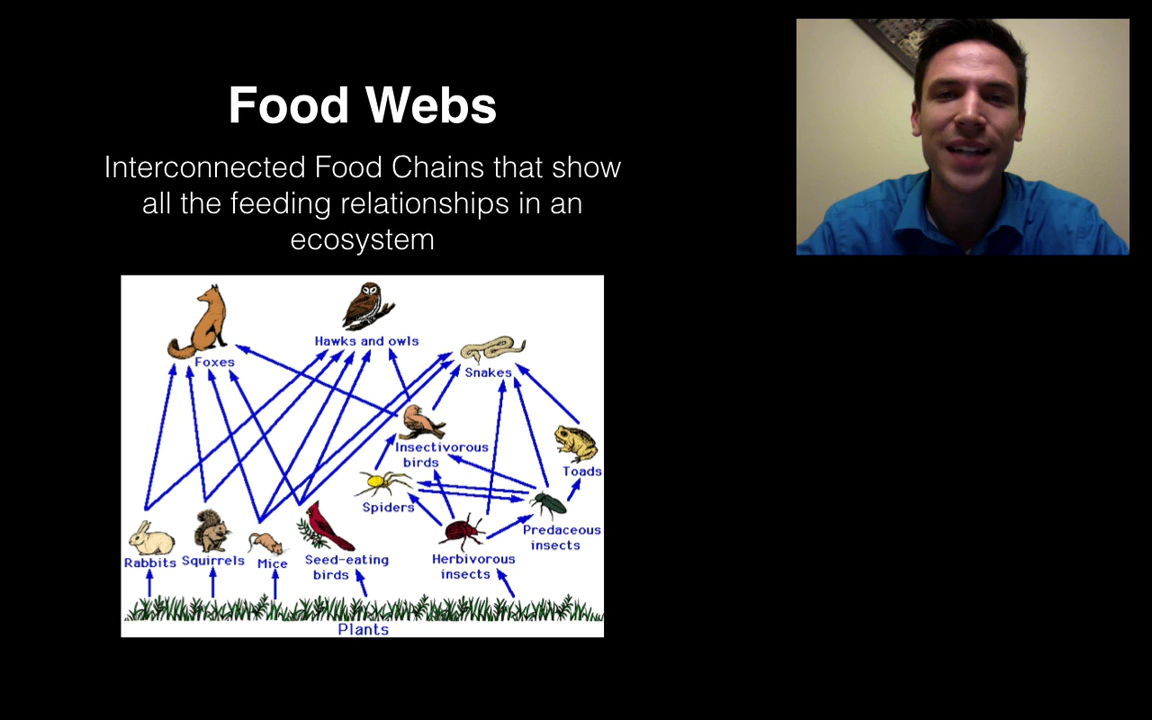 Food Webs
Interconnected Food Chains that show
all the feeding relationships in an
ecosystem
Hawks and owls
Foxes
Snakes
Insectivorous
birds
Toads
Spiders
Predaceous
insects
Rabbits
Squirrels
Mice
Seed-eating
birds
Herbivorous
insects
Plants